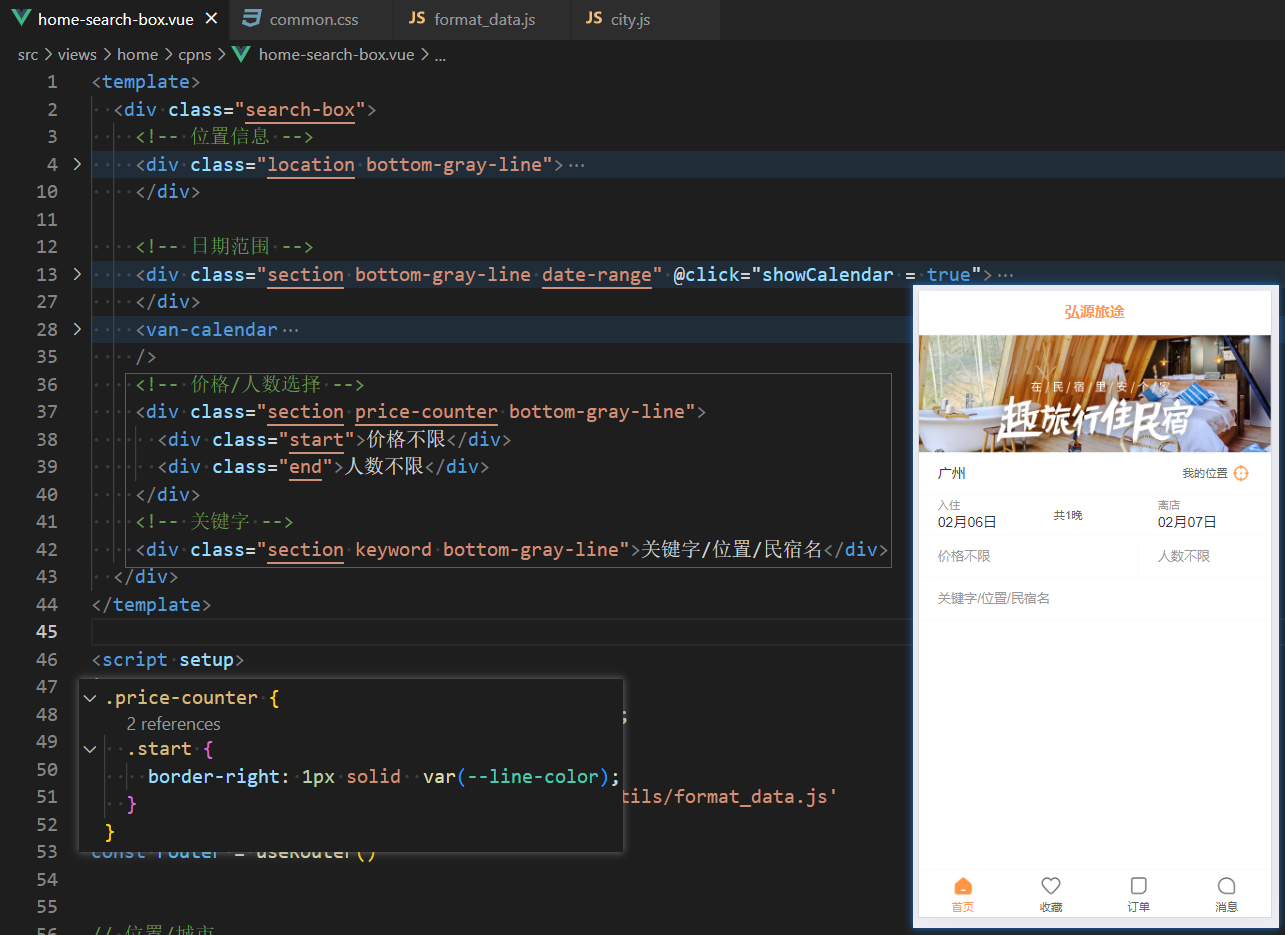 home-search-box.vue
common.css
JS format_data.js
JS city.js
src > views > home > cpns > home-search-box.vue > ...
1 <template>
2 <div class="search-box">
3 <!-- 位置信息 -->
4 <div class="location bottom-gray-line">…
10 </div>
11
12 <!-- 日期范围 -->
13 <div class="section bottom-gray-line date-range" @click="showCalendar = true">…
27 </div>
28 <van-calendar…
35 />
36 <!-- 价格/人数选择 -->
37 <div class="section price-counter bottom-gray-line">
38 <div class="start">价格不限</div>
39 <div class="end">人数不限</div>
40 </div>
41 <!-- 关键字 -->
42 <div class="section keyword bottom-gray-line">关键字/位置/民宿名</div>
43 </div>
44 </template>
45
46 <script setup>
47
48 ;
49
50
51 tils/format_data.js'
52
53 const router = useRouter()
54
55
56 // 位置/城市
.price-counter {
2 references
.start {
border-right: 1px solid var(--line-color);
}
}
弘源旅途
在/民/宿/里/安/个/家
趣旅行住民宿
广州
我的位置
入住
离店
02月06日
共1晚
02月07日
价格不限
人数不限
关键字/位置/民宿名
首页
收藏
订单
消息